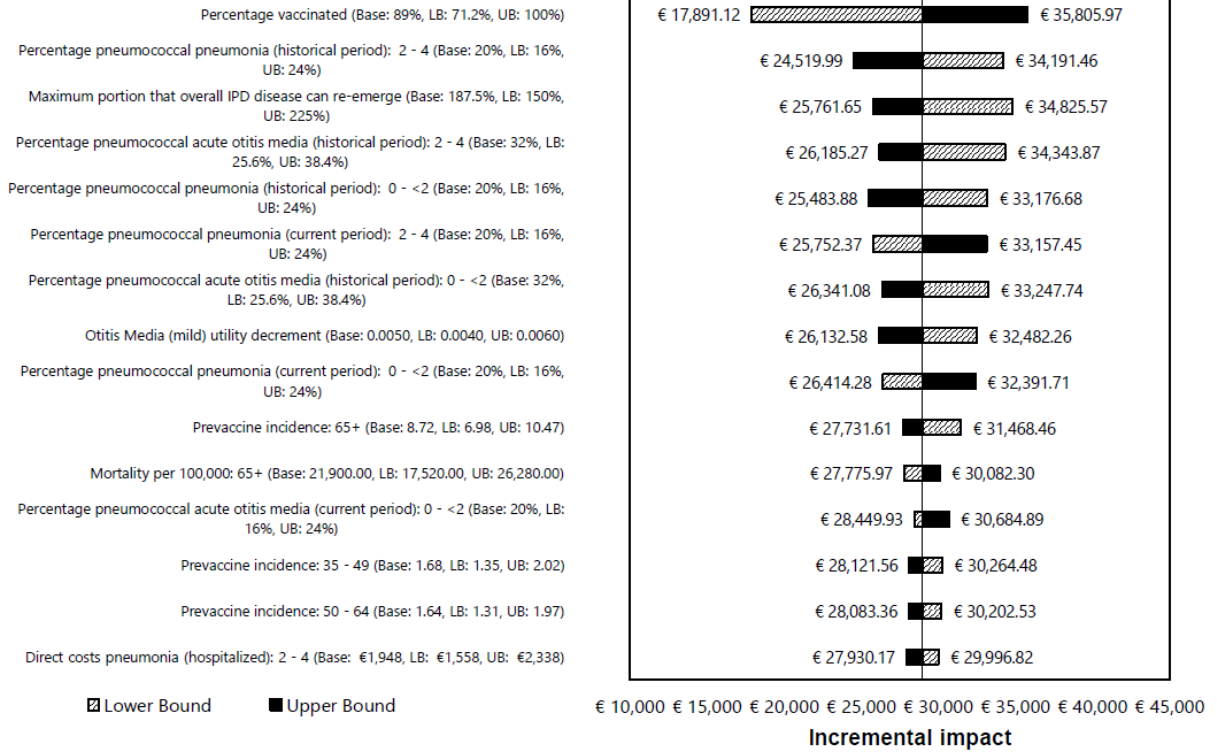 Percentage vaccinated (Base: 89%, LB: 71.2%, UB: 100%)
€ 17,891.12
€ 35,805.97
Percentage pneumococcal pneumonia (historical period): 2 - 4 (Base: 20%, LB: 16%,
UB: 24%)
€ 24,519.99
€ 34,191.46
Maximum portion that overall IPD disease can re-emerge (Base: 187.5%, LB: 150%,
UB: 225%)
€ 25,761.65
€ 34,825.57
Percentage pneumococcal acute otitis media (historical period): 2 - 4 (Base: 32%, LB:
25.6%, UB: 38.4%)
€ 26,185.27
€ 34,343.87
Percentage pneumococcal pneumonia (historical period): 0 - <2 (Base: 20%, LB: 16%,
UB: 24%)
€ 25,483.88
€ 33,176.68
Percentage pneumococcal pneumonia (current period): 2 - 4 (Base: 20%, LB: 16%,
UB: 24%)
€ 25,752.37
€ 33,157.45
Percentage pneumococcal acute otitis media (historical period): 0 - <2 (Base: 32%,
LB: 25.6%, UB: 38.4%)
€ 26,341.08
€ 33,247.74
Otitis Media (mild) utility decrement (Base: 0.0050, LB: 0.0040, UB: 0.0060)
€ 26,132.58
€ 32,482.26
Percentage pneumococcal pneumonia (current period): 0 - <2 (Base: 20%, LB: 16%,
UB: 24%)
€ 26,414.28
€ 32,391.71
Prevaccine incidence: 65+ (Base: 8.72, LB: 6.98, UB: 10.47)
€ 27,731.61
€ 31,468.46
Mortality per 100,000: 65+ (Base: 21,900.00, LB: 17,520.00, UB: 26,280.00)
€ 27,775.97
€ 30,082.30
Percentage pneumococcal acute otitis media (current period): 0 - <2 (Base: 20%, LB:
16%, UB: 24%)
€ 28,449.93
€ 30,684.89
Prevaccine incidence: 35 - 49 (Base: 1.68, LB: 1.35, UB: 2.02)
€ 28,121.56
€ 30,264.48
Prevaccine incidence: 50 - 64 (Base: 1.64, LB: 1.31, UB: 1.97)
€ 28,083.36
€ 30,202.53
Direct costs pneumonia (hospitalized): 2 - 4 (Base: €1,948, LB: €1,558, UB: €2,338)
€ 27,930.17
€ 29,996.82
Lower Bound
Upper Bound
€ 10,000 € 15,000 € 20,000 € 25,000 € 30,000 € 35,000 € 40,000 € 45,000
Incremental impact